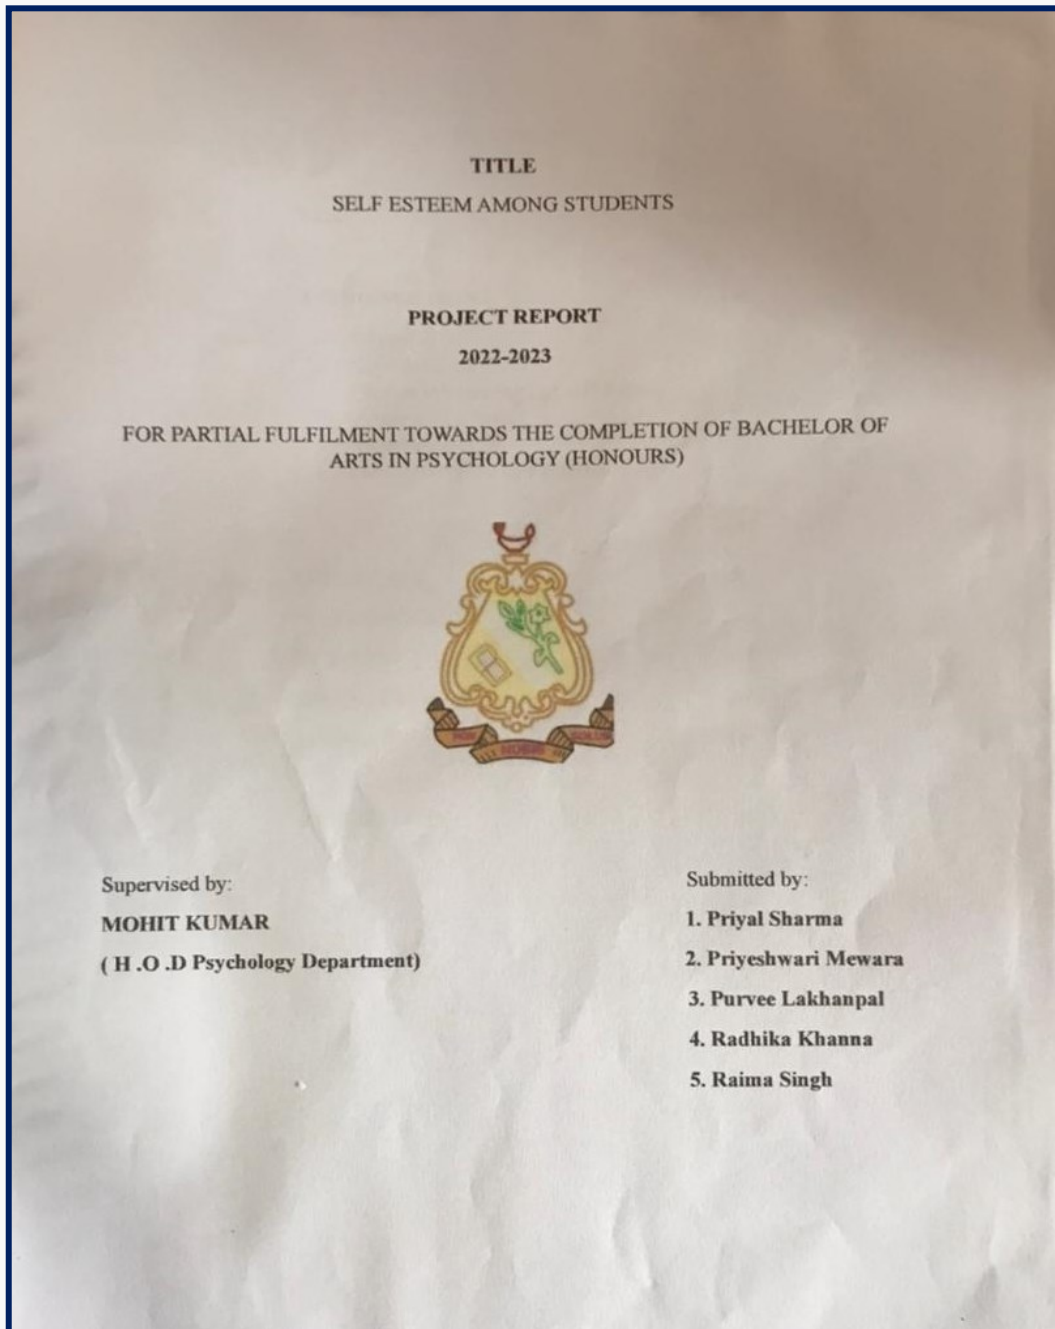 TITLE
SELF ESTEEM AMONG STUDENTS
PROJECT REPORT
2022-2023
FOR PARTIAL FULFILMENT TOWARDS THE COMPLETION OF BACHELOR OF
ARTS IN PSYCHOLOGY (HONOURS)
Supervised by:
MOHIT KUMAR
( H .O .D Psychology Department)
Submitted by:
1. Priyal Sharma
2. Priyeshwari Mewara
3. Purvee Lakhanpal
4. Radhika Khanna
5. Raima Singh